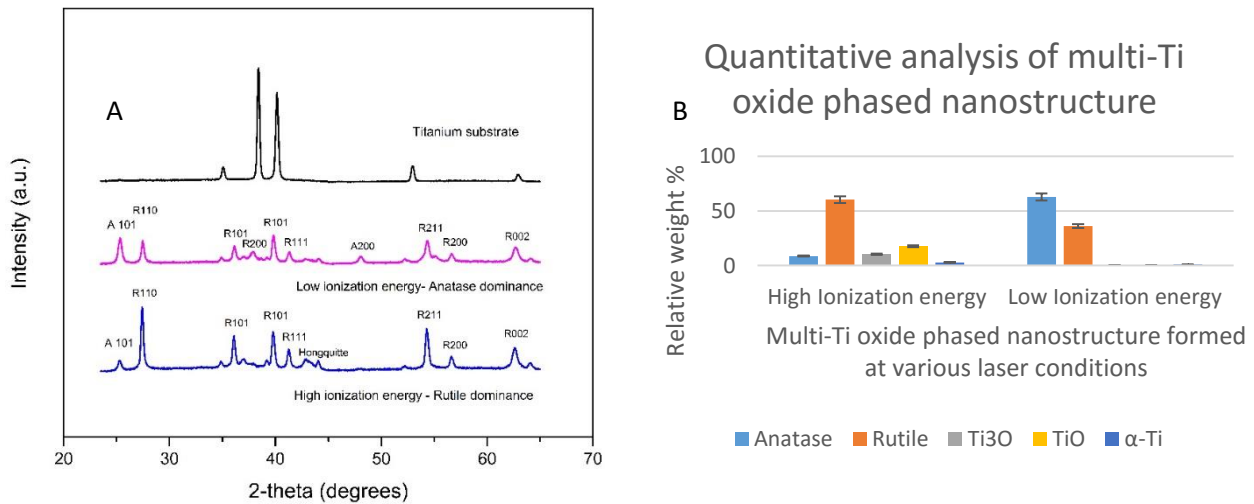 A
Titanium substrate
A 101
R110
R101
R200
R101
R111
A200
R211
R200
R002
Low ionization energy- Anatase dominance
R110
A 101
R101
R101
R111
Hongquitte
R211
R200
R002
High ionization energy - Rutile dominance
Intensity (a.u.)
20 30 40 50 60 70
2-theta (degrees)
Quantitative analysis of multi-Ti
oxide phased nanostructure
B
Relative weight %
100
50
0
High Ionization energy Low Ionization energy
Multi-Ti oxide phased nanostructure formed
at various laser conditions
Anatase Rutile Ti3O TiO α-Ti